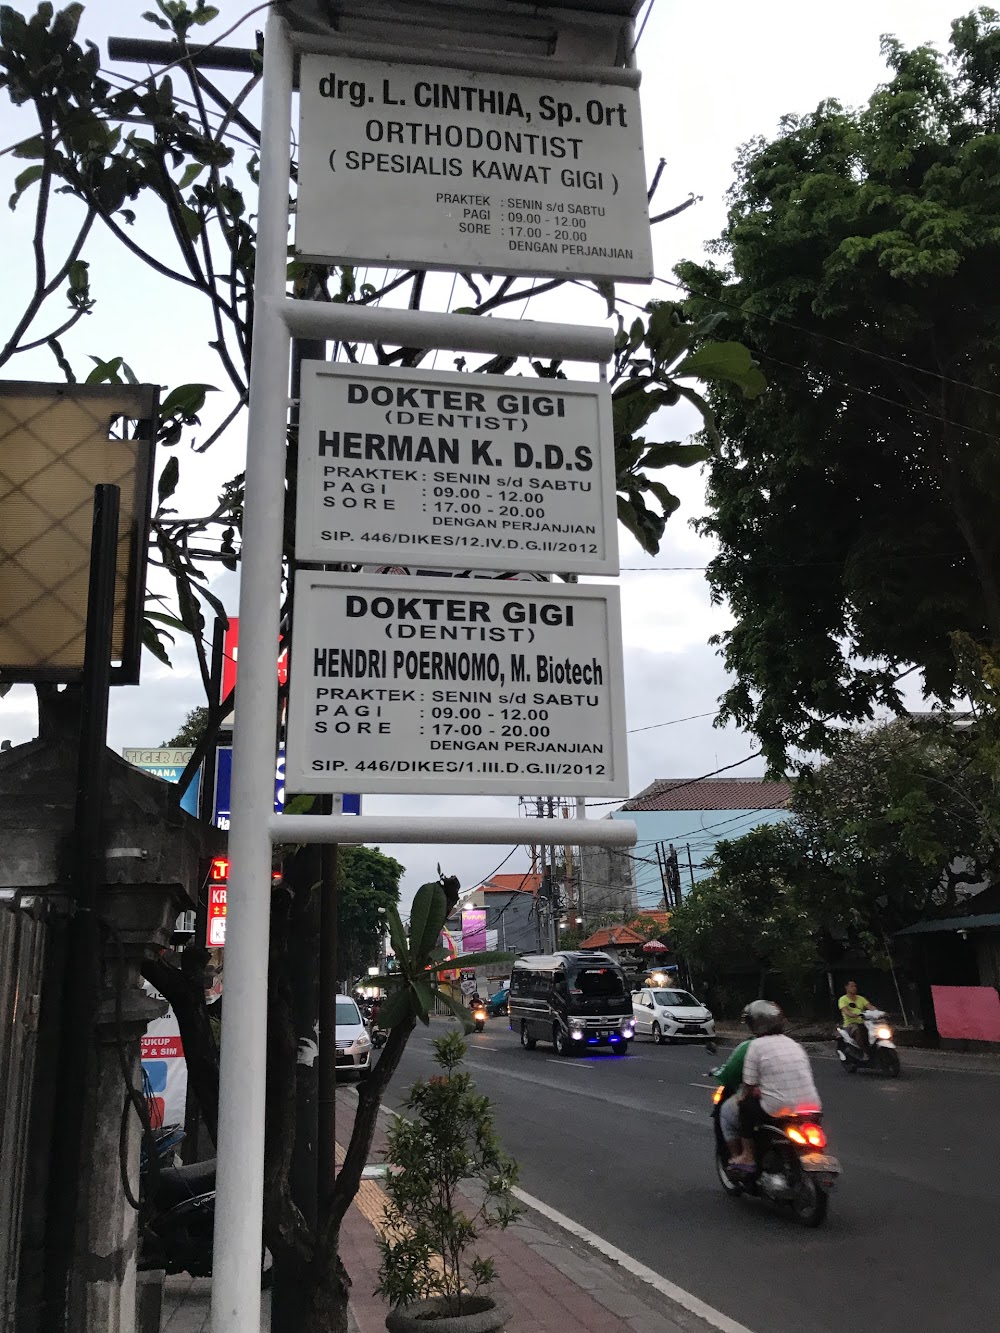 drg. L. CINTHIA, Sp. Ort
ORTHODONTIST
( SPESIALIS KAWAT GIGI )
PRAKTEK : SENIN s/d SABTU
PAGI : 09.00 - 12.00
SORE : 17.00 - 20.00
DENGAN PERJANJIAN
DOKTER GIGI
(DENTIST)
HERMAN K. D.D.S
PRAKTEK : SENIN s/d SABTU
PAGI : 09.00 - 12.00
SORE : 17.00 - 20.00
DENGAN PERJANJIAN
SIP. 446/DIKES/12.IV.D.G.II/2012
DOKTER GIGI
(DENTIST)
HENDRI POERNOMO, M. Biotech
PRAKTEK : SENIN s/d SABTU
PAGI : 09.00 - 12.00
SORE : 17-00 - 20.00
DENGAN PERJANJIAN
SIP. 446/DIKES/1.III.D.G.II/2012
TIGER
KR
CUKUP
& SIM